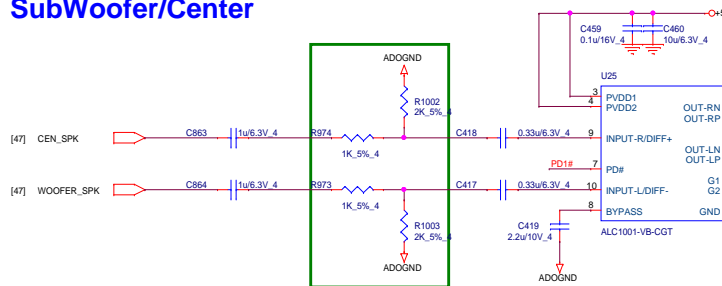 SubWoofer/Center
C459
0.1u/16V_4
C460
10u/6.3V_4
ADOGND
R1002
2K_5%_4
U25
3
PVDD1
4
PVDD2
OUT-RN
OUT-RP
[47]
CEN_SPK
C863
1u/6.3V_4
R974
1K_5%_4
C418
0.33u/6.3V_4
9
INPUT-R/DIFF+
OUT-LN
OUT-LP
PD1#
7
PD#
[47]
WOOFER_SPK
C864
1u/6.3V_4
R973
1K_5%_4
C417
0.33u/6.3V_4
10
INPUT-L/DIFF-
G1
G2
R1003
2K_5%_4
C419
2.2u/10V_4
8
BYPASS
GND
ALC1001-VB-CGT
ADOGND
ADOGND